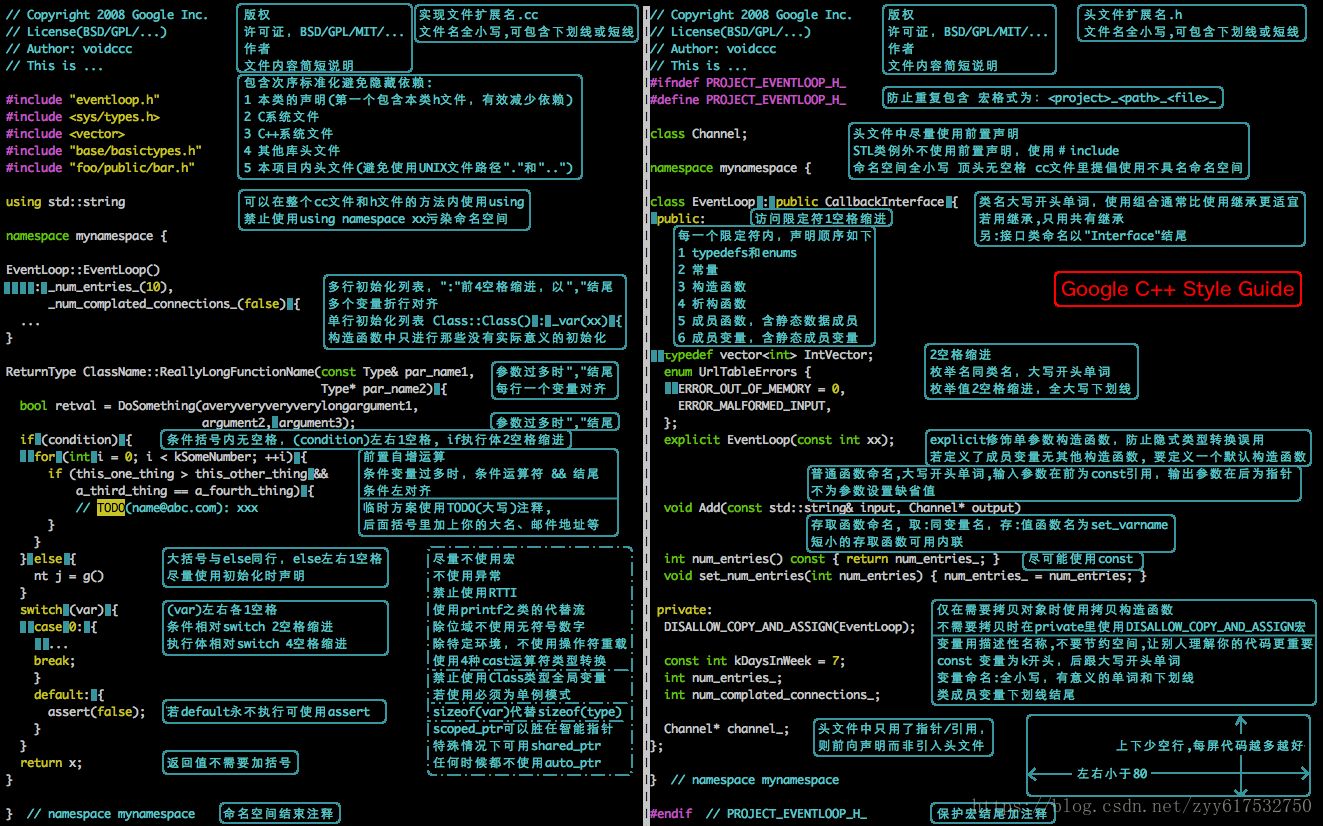 // Copyright 2008 Google Inc.
// License(BSD/GPL/...)
// Author: voidccc
// This is ...
版权
许可证, BSD/GPL/MIT/...
作者
文件内容简短说明
实现文件扩展名.cc
文件名全小写,可包含下划线或短线
#include "eventloop.h"
#include <sys/types.h>
#include <vector>
#include "base/basictypes.h"
#include "foo/public/bar.h"
包含次序标准化避免隐藏依赖:
1 本类的声明(第一个包含本类h文件, 有效减少依赖)
2 C系统文件
3 C++系统文件
4 其他库头文件
5 本项目内头文件(避免使用UNIX文件路径"."和"..")
using std::string
可以在整个cc文件和h文件的方法内使用using
禁止使用using namespace xx污染命名空间
namespace mynamespace {
EventLoop::EventLoop()
: _num_entries_(10),
_num_complated_connections_(false) {
...
}
多行初始化列表, ":"前4空格缩进, 以","结尾
多个变量折行对齐
单行初始化列表 Class::Class() : _var(xx) {
构造函数中只进行那些没有实际意义的初始化
ReturnType ClassName::ReallyLongFunctionName(const Type& par_name1,
Type* par_name2) {
参数过多时","结尾
每行一个变量对齐
bool retval = DoSomething(averyveryveryverylongargument1,
argument2, argument3);
参数过多时","结尾
if (condition) {
条件括号内无空格, (condition)左右1空格, if执行体2空格缩进
for (int i = 0; i < kSomeNumber; ++i) {
前置自增运算
if (this_one_thing > this_other_thing &&
a_third_thing == a_fourth_thing) {
条件变量过多时, 条件运算符 && 结尾
条件左对齐
// TODO(name@abc.com): xxx
临时方案使用TODO(大写)注释,
后面括号里加上你的大名、邮件地址等
}
}
} else {
nt j = g()
}
大括号与else同行, else左右1空格
尽量使用初始化时声明
switch (var) {
case 0: {
...
break;
}
(var)左右各1空格
条件相对switch 2空格缩进
执行体相对switch 4空格缩进
default: {
assert(false);
若default永不执行可使用assert
}
}
return x;
返回值不需要加括号
}
} // namespace mynamespace
命名空间结束注释
尽量不使用宏
不使用异常
禁止使用RTTI
使用printf之类的代替流
除位域不使用无符号数字
除特定环境, 不使用操作符重载
使用4种cast运算符类型转换
禁止使用Class类型全局变量
若使用必须为单例模式
sizeof(var)代替sizeof(type)
scoped_ptr可以胜任智能指针
特殊情况下可用shared_ptr
任何时候都不使用auto_ptr
// Copyright 2008 Google Inc.
// License(BSD/GPL/...)
// Author: voidccc
// This is ...
版权
许可证, BSD/GPL/MIT/...
作者
文件内容简短说明
头文件扩展名.h
文件名全小写,可包含下划线或短线
#ifndef PROJECT_EVENTLOOP_H_
#define PROJECT_EVENTLOOP_H_
防止重复包含 宏格式为: <project>_<path>_<file>_
class Channel;
头文件中尽量使用前置声明
STL类例外不使用前置声明, 使用#include
namespace mynamespace {
命名空间全小写 顶头无空格 cc文件里提倡使用不具名命名空间
class EventLoop : public CallbackInterface {
public:
访问限定符1空格缩进
类名大写开头单词, 使用组合通常比使用继承更适宜
若用继承,只用共有继承
另:接口类命名以"Interface"结尾
每一个限定符内, 声明顺序如下
1 typedefs和enums
2 常量
3 构造函数
4 析构函数
5 成员函数, 含静态数据成员
6 成员变量, 含静态成员变量
Google C++ Style Guide
typedef vector<int> IntVector;
enum UrlTableErrors {
ERROR_OUT_OF_MEMORY = 0,
ERROR_MALFORMED_INPUT,
};
2空格缩进
枚举名同类名, 大写开头单词
枚举值2空格缩进, 全大写下划线
explicit EventLoop(const int xx);
explicit修饰单参数构造函数, 防止隐式类型转换误用
若定义了成员变量无其他构造函数, 要定义一个默认构造函数
普通函数命名,大写开头单词,输入参数在前为const引用, 输出参数在后为指针
不为参数设置缺省值
void Add(const std::string& input, Channel* output)
存取函数命名, 取:同变量名, 存:值函数名为set_varname
短小的存取函数可用内联
int num_entries() const { return num_entries_; }
尽可能使用const
void set_num_entries(int num_entries) { num_entries_ = num_entries; }
private:
DISALLOW_COPY_AND_ASSIGN(EventLoop);
仅在需要拷贝对象时使用拷贝构造函数
不需要拷贝时在private里使用DISALLOW_COPY_AND_ASSIGN宏
const int kDaysInWeek = 7;
int num_entries_;
int num_complated_connections_;
变量用描述性名称,不要节约空间,让别人理解你的代码更重要
const 变量为k开头, 后跟大写开头单词
变量命名:全小写, 有意义的单词和下划线
类成员变量下划线结尾
Channel* channel_;
头文件中只用了指针/引用,
则前向声明而非引入头文件
};
上下少空行,每屏代码越多越好
左右小于80
} // namespace mynamespace
#endif // PROJECT_EVENTLOOP_H_
保护宏结尾加注释
https://blog.csdn.net/zyy617532750